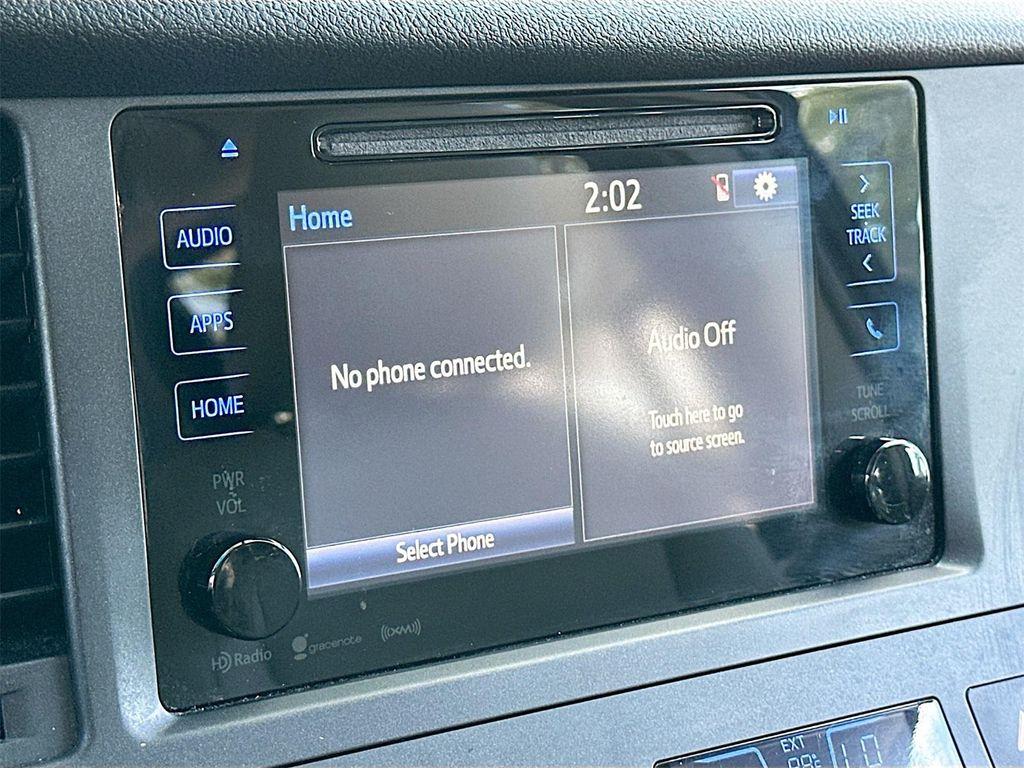 Home
2:02
AUDIO
APPS
HOME
PWR
VOL
No phone connected.
Select Phone
Audio Off
Touch here to go
to source screen.
SEEK
TRACK
TUNE
SCROLL
HD Radio
gracenote
((XM))
EXT